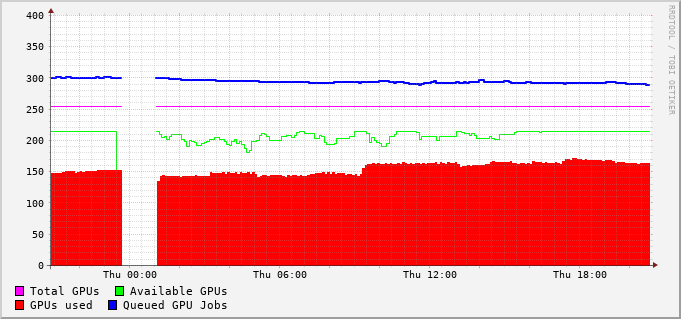 400
350
300
250
200
150
100
50
0
Thu 00:00 Thu 06:00 Thu 12:00 Thu 18:00
Total GPUs Available GPUs
GPUs used Queued GPU Jobs
RRDTOOL / TOBI OETIKER